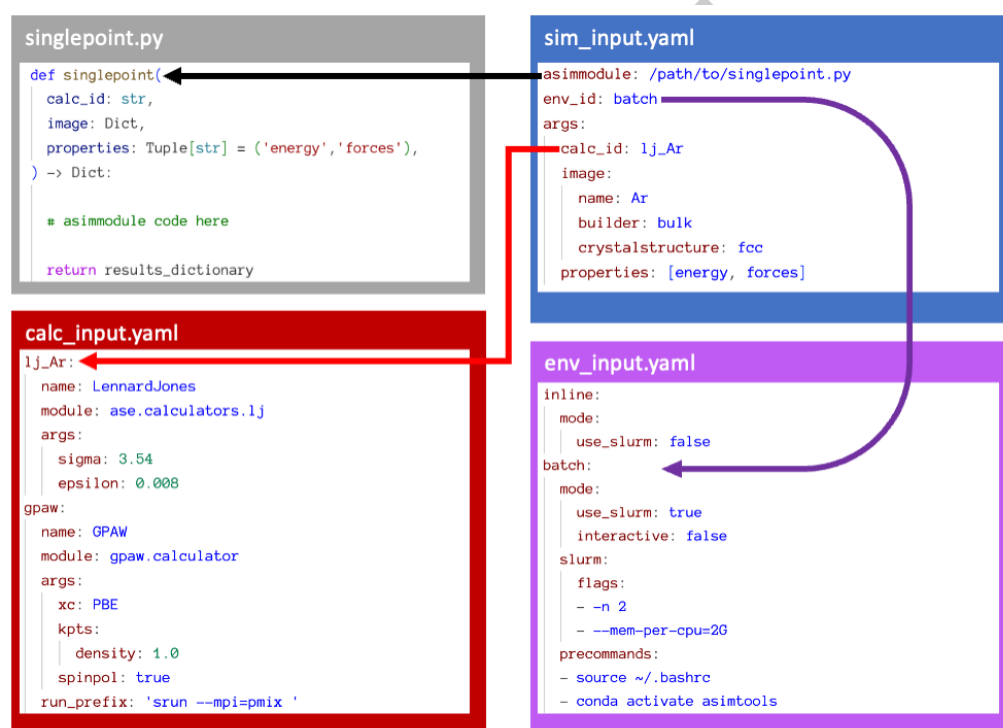 singlepoint.py
def singlepoint(
calc_id: str,
image: Dict,
properties: Tuple[str] = ('energy','forces'),
) -> Dict:
# asimmodule code here
return results_dictionary
sim_input.yaml
asimmodule: /path/to/singlepoint.py
env_id: batch
args:
calc_id: lj_Ar
image:
name: Ar
builder: bulk
crystalstructure: fcc
properties: [energy, forces]
calc_input.yaml
lj_Ar:
name: LennardJones
module: ase.calculators.lj
args:
sigma: 3.54
epsilon: 0.008
gpaw:
name: GPAW
module: gpaw.calculator
args:
xc: PBE
kpts:
density: 1.0
spinpol: true
run_prefix: 'srun --mpi=pmix '
env_input.yaml
inline:
mode:
use_slurm: false
batch:
mode:
use_slurm: true
interactive: false
slurm:
flags:
- -n 2
- --mem-per-cpu=2G
precommands:
- source ~/.bashrc
- conda activate asimtools